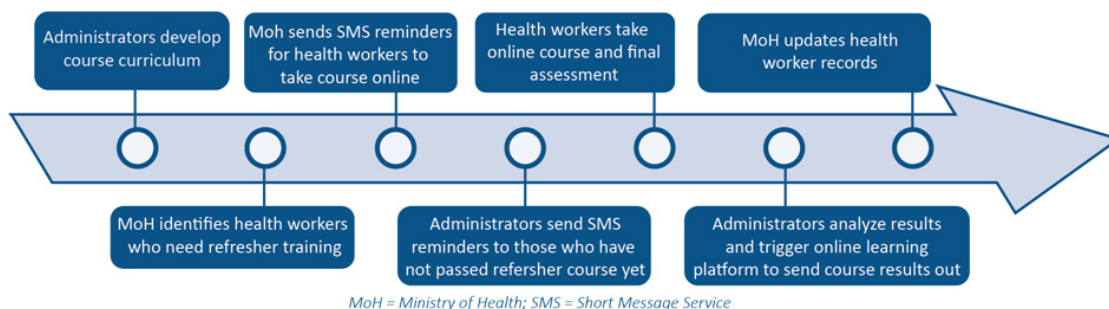 Administrators develop
course curriculum
Moh sends SMS reminders
for health workers to
take course online
Health workers take
online course and final
assessment
MoH updates health
worker records
MoH identifies health workers
who need refresher training
Administrators send SMS
reminders to those who have
not passed refersher course yet
Administrators analyze results
and trigger online learning
platform to send course results out
MoH = Ministry of Health; SMS = Short Message Service